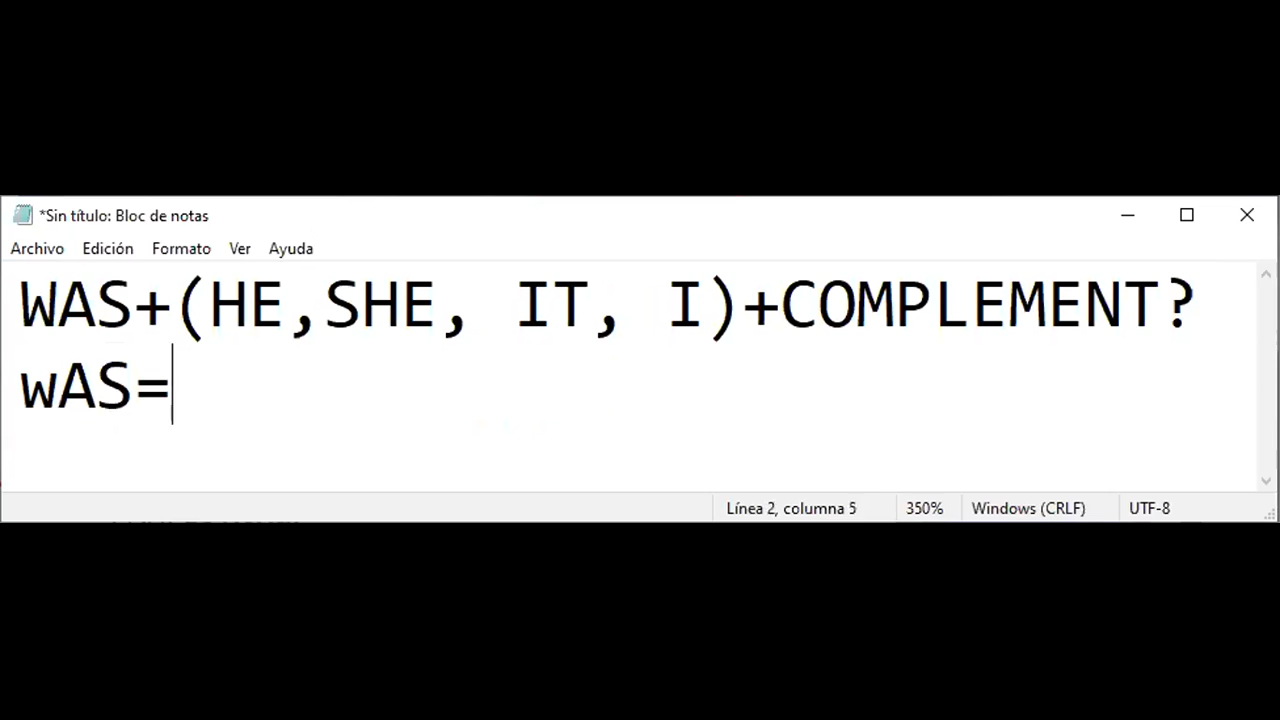 *Sin título: Bloc de notas
Archivo Edición Formato Ver Ayuda
WAS+(HE,SHE, IT, I)+COMPLEMENT?
wAS=
Línea 2, columna 5 350% Windows (CRLF) UTF-8